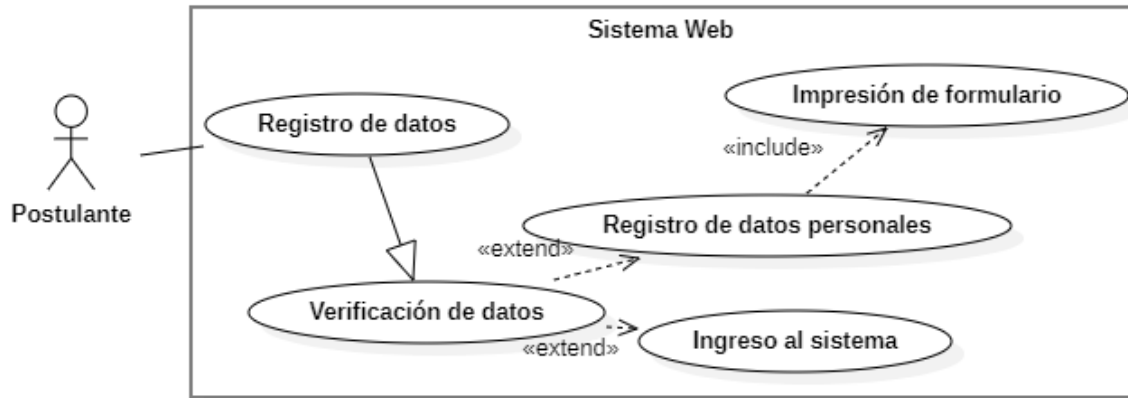 Sistema Web
Impresión de formulario
Registro de datos
«include»
Postulante
Registro de datos personales
«extend»
Verificación de datos
Ingreso al sistema
«extend»